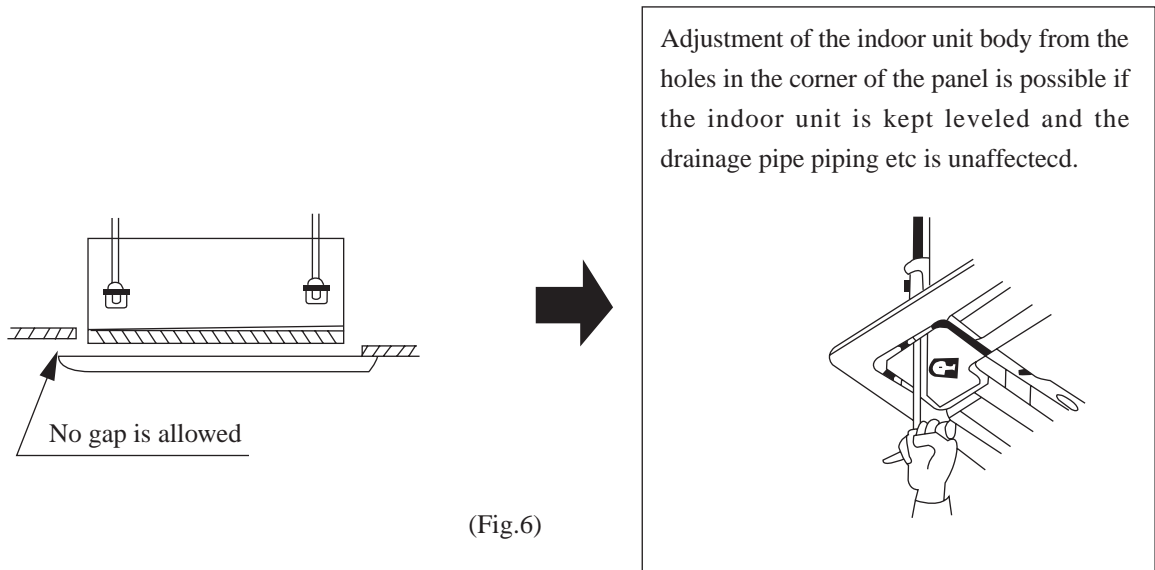 Adjustment of the indoor unit body from the
holes in the corner of the panel is possible if
the indoor unit is kept leveled and the
drainage pipe piping etc is unaffectecd.
No gap is allowed
(Fig.6)